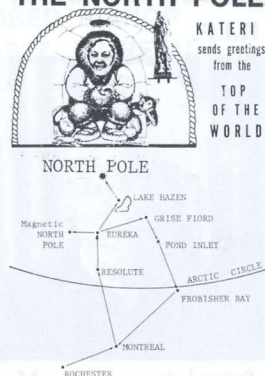 THE NORTH POLE
KATERI
sends greetings
from the
TOP
OF THE
WORLD
NORTH POLE
LAKE HAZEN
GRISE FIORD
Magnetic
NORTH
POLE
EUREKA
POND INLET
RESOLUTE
ARCTIC CIRCLE
FROBISHER BAY
MONTREAL
ROCHESTER